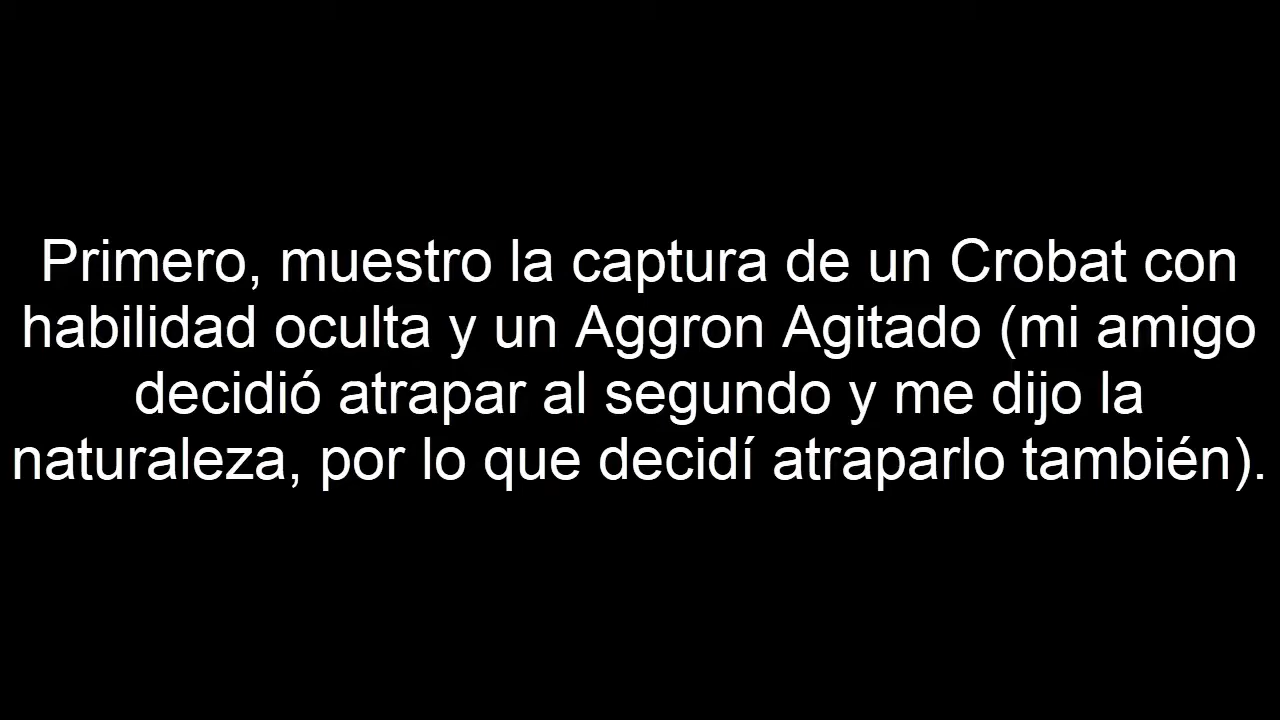 Primero, muestro la captura de un Crobat con
habilidad oculta y un Aggron Agitado (mi amigo
decidió atrapar al segundo y me dijo la
naturaleza, por lo que decidí atraparlo también).